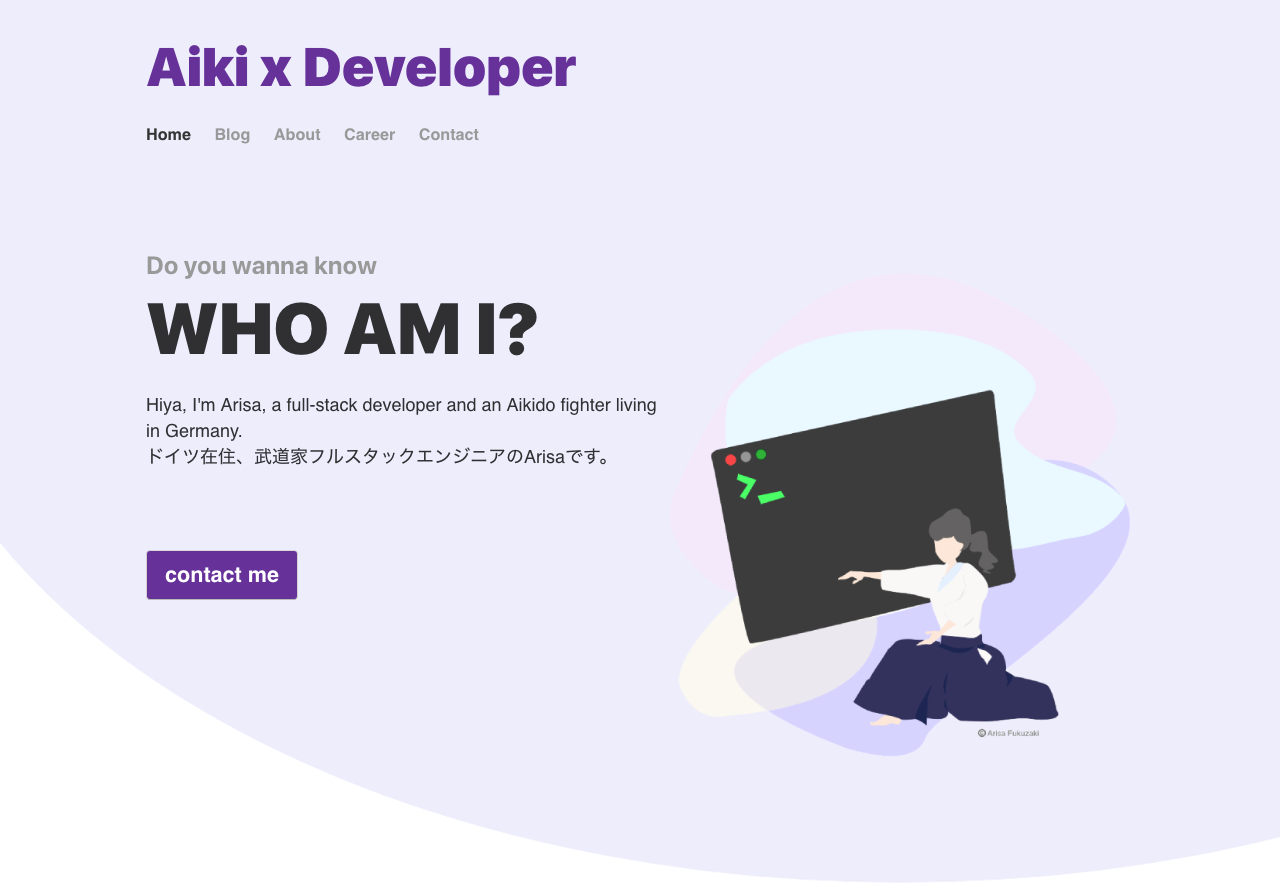 Aiki x Developer
Home Blog About Career Contact
Do you wanna know
WHO AM I?
Hiya, I'm Arisa, a full-stack developer and an Aikido fighter living
in Germany.
ドイツ在住、武道家フルスタックエンジニアのArisaです。
>_
contact me
© Arisa Fukuzaki